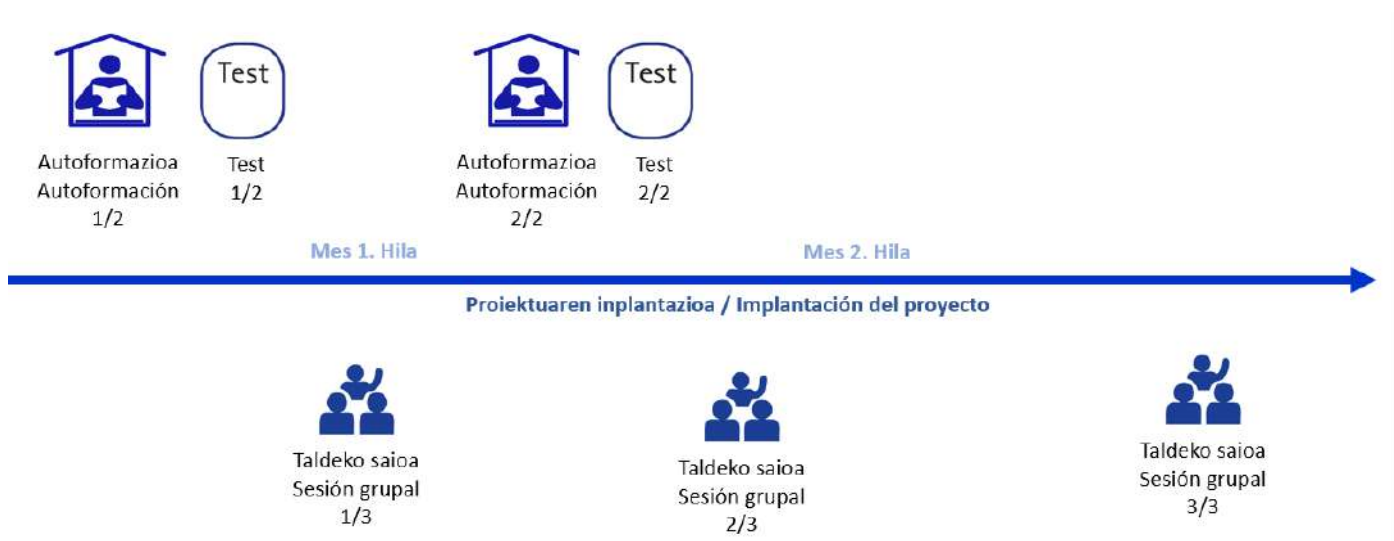 Test
Test
Autoformazioa
Autoformación
1/2
Test
1/2
Autoformazioa
Autoformación
2/2
Test
2/2
Mes 1. Hila
Mes 2. Hila
Proiektuaren inplantazioa / Implantación del proyecto
Taldeko saioa
Sesión grupal
1/3
Taldeko saioa
Sesión grupal
2/3
Taldeko saioa
Sesión grupal
3/3